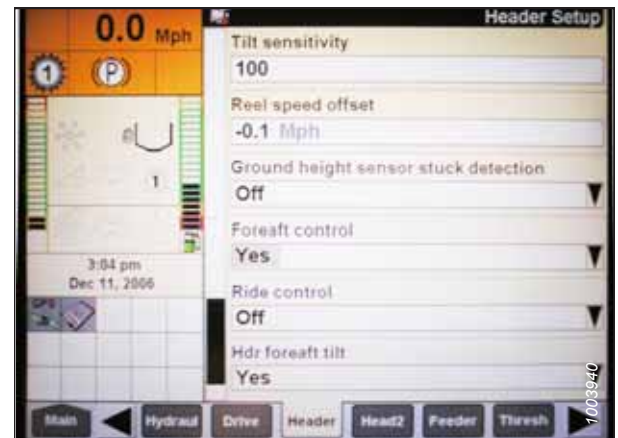 0.0 Mph
1
P
1
3:04 pm
Dec 11, 2006
Header Setup
Tilt sensitivity
100
Reel speed offset
-0.1 Mph
Ground height sensor stuck detection
Off
Foreaft control
Yes
Ride control
Off
Hdr foreaft tilt
Yes
Main
Hydraul
Drive
Header
Head2
Feeder
Thresh
1003940